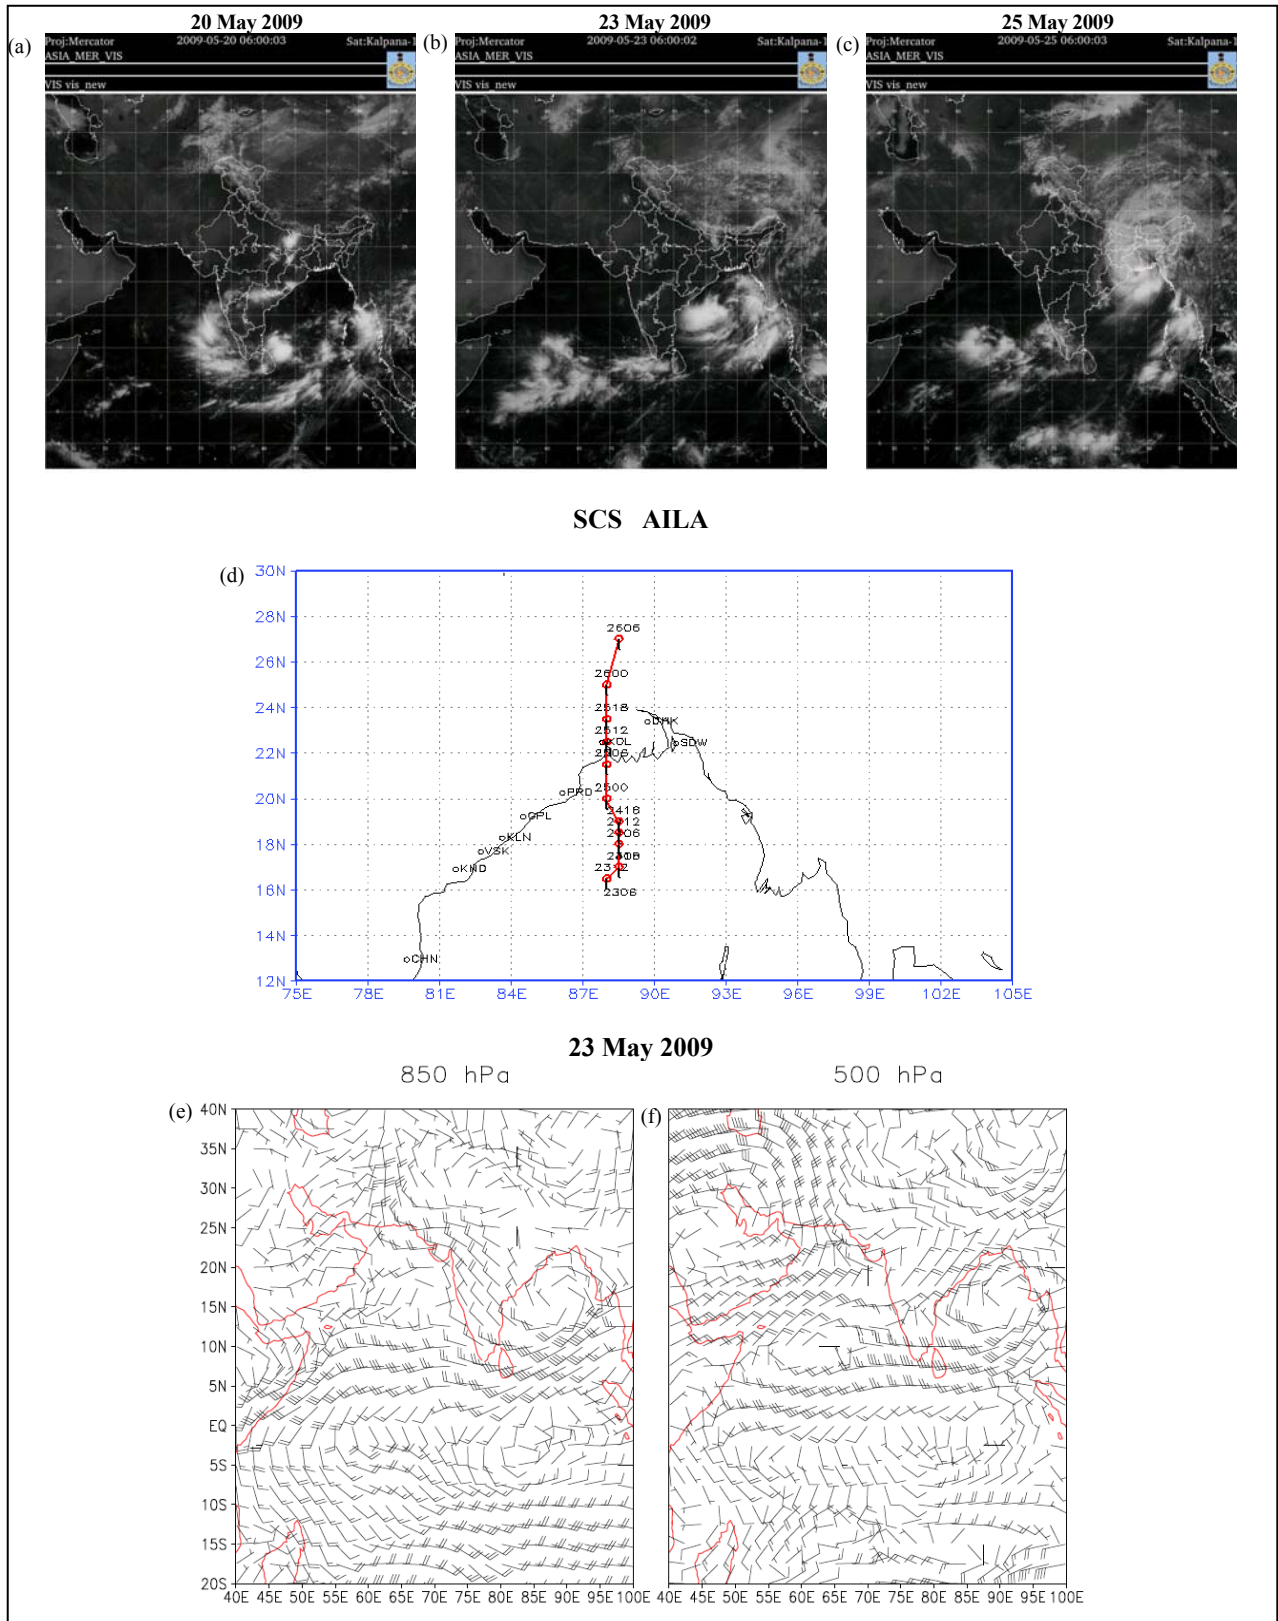 20 May 2009
23 May 2009
25 May 2009
(a)
Proj:Mercator 2009-05-20 06:00:03 Sat:Kalpana-1
ASIA_MER_VIS
VIS vis_new
(b)
Proj:Mercator 2009-05-23 06:00:02 Sat:Kalpana-1
ASIA_MER_VIS
VIS vis_new
(c)
Proj:Mercator 2009-05-25 06:00:03 Sat:Kalpana-1
ASIA_MER_VIS
VIS vis_new
SCS AILA
(d)
30N
28N
26N
24N
22N
20N
18N
16N
14N
12N
2606
2600
2518
2512
2500
2418
2312
2306
DHK
SDW
KOL
PRD
GPL
KLN
VSK
KND
CHN
75E 78E 81E 84E 87E 90E 93E 96E 99E 102E 105E
23 May 2009
850 hPa
500 hPa
(e)
40N
35N
30N
25N
20N
15N
10N
5N
EQ
5S
10S
15S
20S
40E 45E 50E 55E 60E 65E 70E 75E 80E 85E 90E 95E 100E
(f)
40E 45E 50E 55E 60E 65E 70E 75E 80E 85E 90E 95E 100E